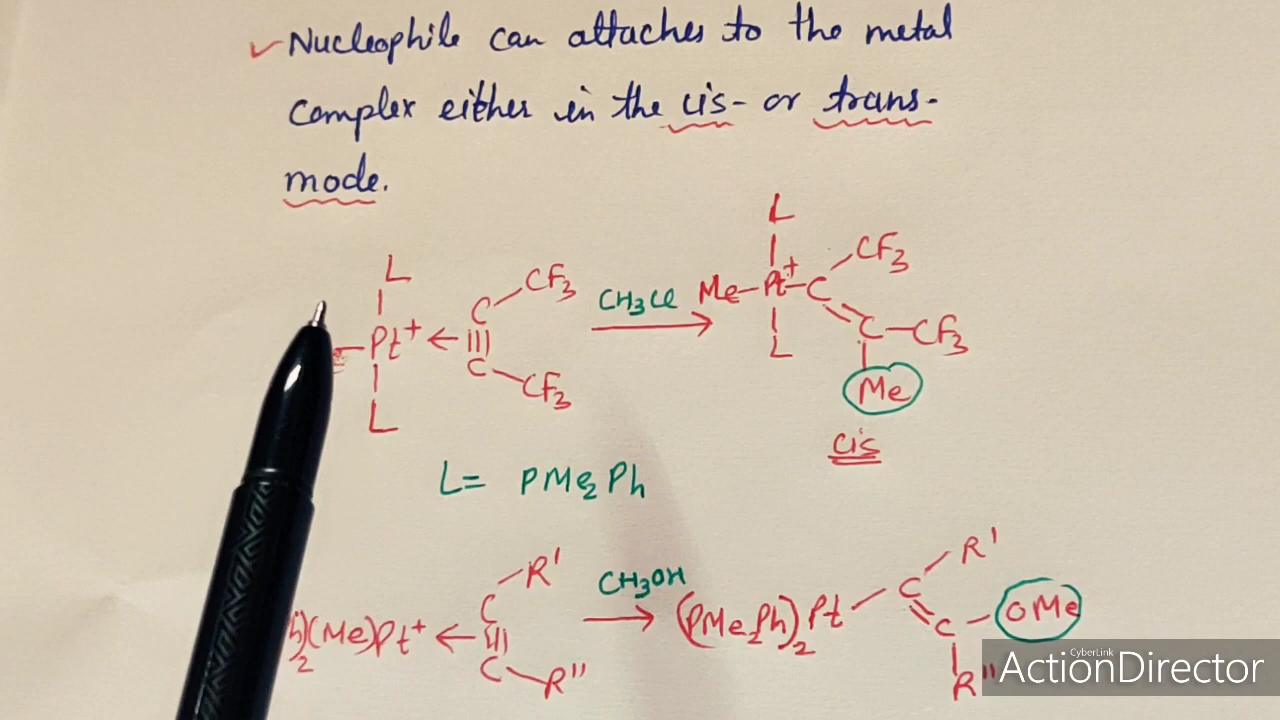 Nucleophile can attaches to the metal
complex either in the cis- or trans-
mode.
L
Pt+ ← C≡C CF3 CF3
L
CH3Cl
L
Me-Pt+-C=C CF3 CF3
L
Me
cis
L= PMe2Ph
h)2(Me)Pt+ ← C≡C R' R''
CH3OH
(PMe2Ph)2Pt C=C R' OMe R''
CyberLink
ActionDirector